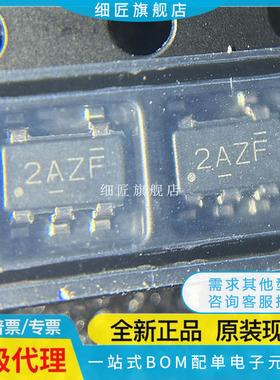 细匠旗舰店
2AZF
2AZF
细匠旗舰店
普票/专票
全新正品 原装现
需求其他
咨询客服
级代理
一站式BOM配单电子元